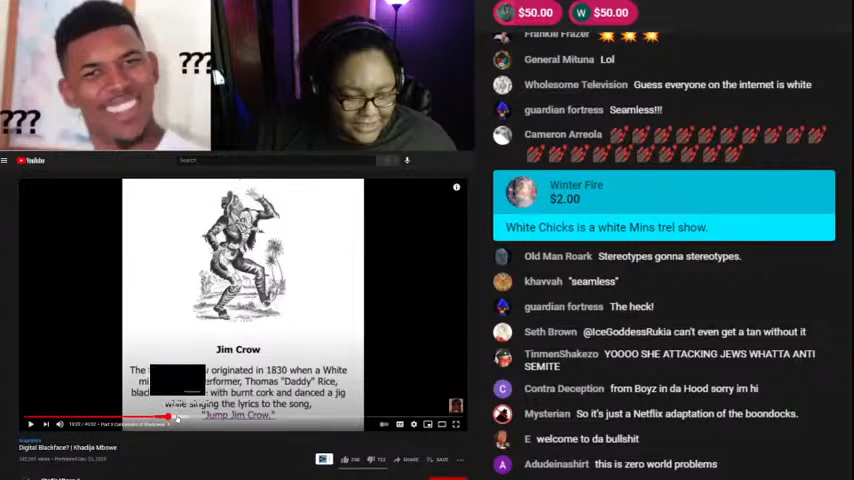 $50.00 W $50.00
???
???
Frankie Frazer
General Mituna Lol
Wholesome Television Guess everyone on the internet is white
guardian fortress Seamless!!!
Cameron Arreola
YouTube
Search
Winter Fire
$2.00
White Chicks is a white Mins trel show.
Old Man Roark Stereotypes gonna stereotypes.
khavvah "seamless"
guardian fortress The heck!
Seth Brown @IceGoddessRukia can't even get a tan without it
TinmenShakezo YOOOO SHE ATTACKING JEWS WHATTA ANTI
SEMITE
C Contra Deception from Boyz in da Hood sorry im hi
Mysterian So it's just a Netflix adaptation of the boondocks.
E welcome to da bullshit
A Adudeinashirt this is zero world problems
Jim Crow
The originated in 1830 when a White
performer, Thomas "Daddy" Rice,
with burnt cork and danced a jig
while singing the lyrics to the song,
"Jump Jim Crow."
Digital Blackface? | Khadija Mbowe
SHARE
SAVE